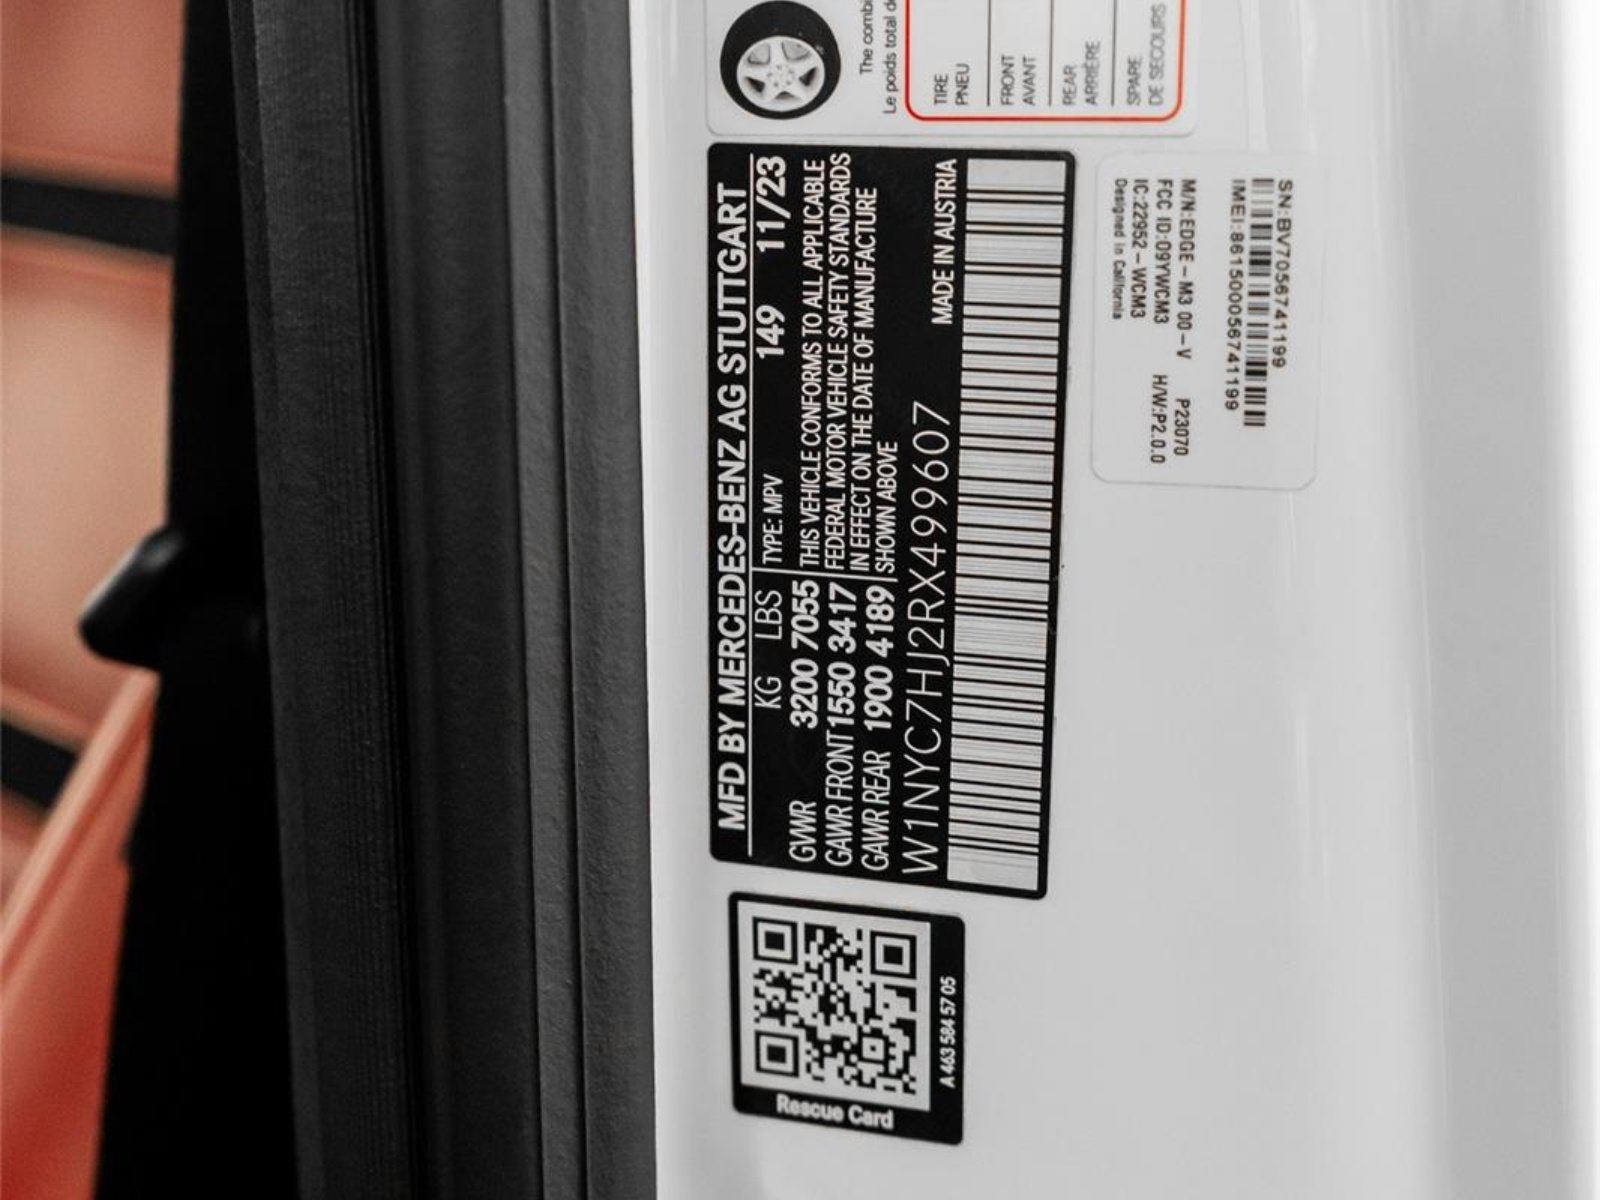 The combi
Le poids total de
TIRE
PNEU
FRONT
AVANT
REAR
ARRIÈRE
SPARE
DE SECOURS
MFD BY MERCEDES-BENZ AG STUTTGART
KG LBS TYPE: MPV 149 11/23
GVWR 3200 7055
GAWR FRONT 1550 3417
GAWR REAR 1900 4189
THIS VEHICLE CONFORMS TO ALL APPLICABLE
FEDERAL MOTOR VEHICLE SAFETY STANDARDS
IN EFFECT ON THE DATE OF MANUFACTURE
SHOWN ABOVE
W1NYC7HJ2RX499607 MADE IN AUSTRIA
SN:BV7056741199
IMEI:861500056741199
M/N:EDGE-M3 00-V P23070
FCC ID:O9YWCM3 H/W:P2.0.0
IC:22952-WCM3
Designed in California
Rescue Card
A 463 584 57 05